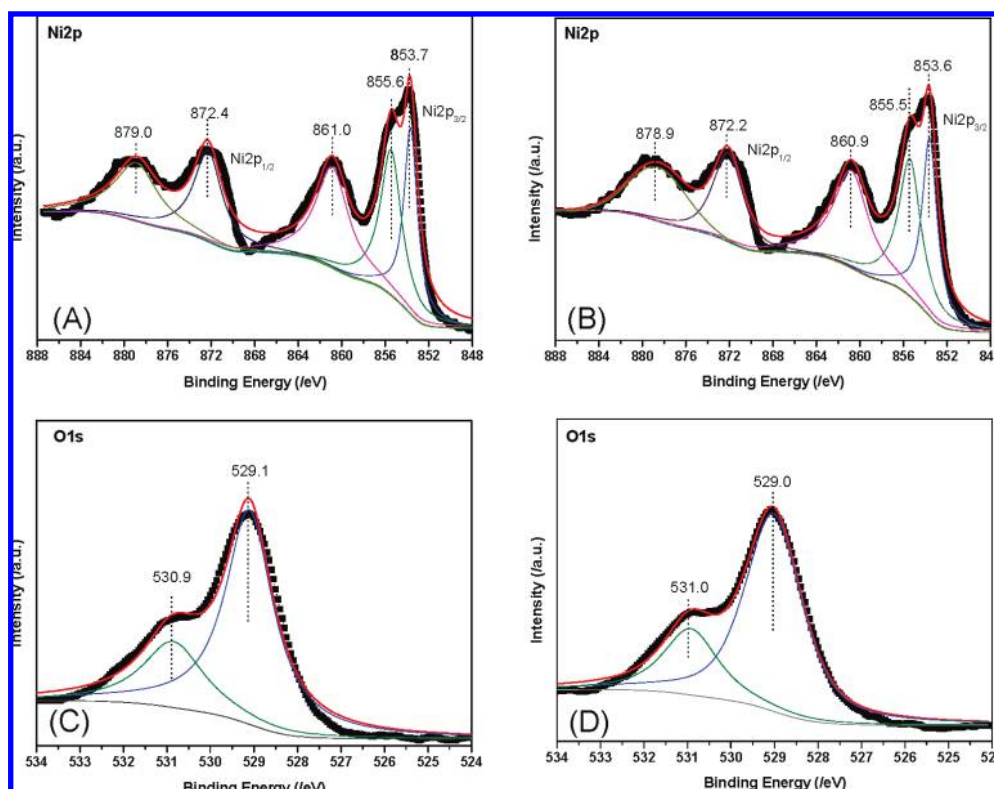 Ni2p
853.7
855.6
Ni2p3/2
872.4
861.0
879.0
Ni2p1/2
Intensity (/a.u.)
(A)
888 884 880 876 872 868 864 860 856 852 848
Binding Energy (/eV)
Ni2p
853.6
855.5
Ni2p3/2
872.2
860.9
878.9
Ni2p1/2
Intensity (/a.u.)
(B)
888 884 880 876 872 868 864 860 856 852
Binding Energy (/eV)
O1s
529.1
530.9
Intensity (/a.u.)
(C)
534 533 532 531 530 529 528 527 526 525 524
Binding Energy (/eV)
O1s
529.0
531.0
Intensity (/a.u.)
(D)
534 533 532 531 530 529 528 527 526 525
Binding Energy (/eV)